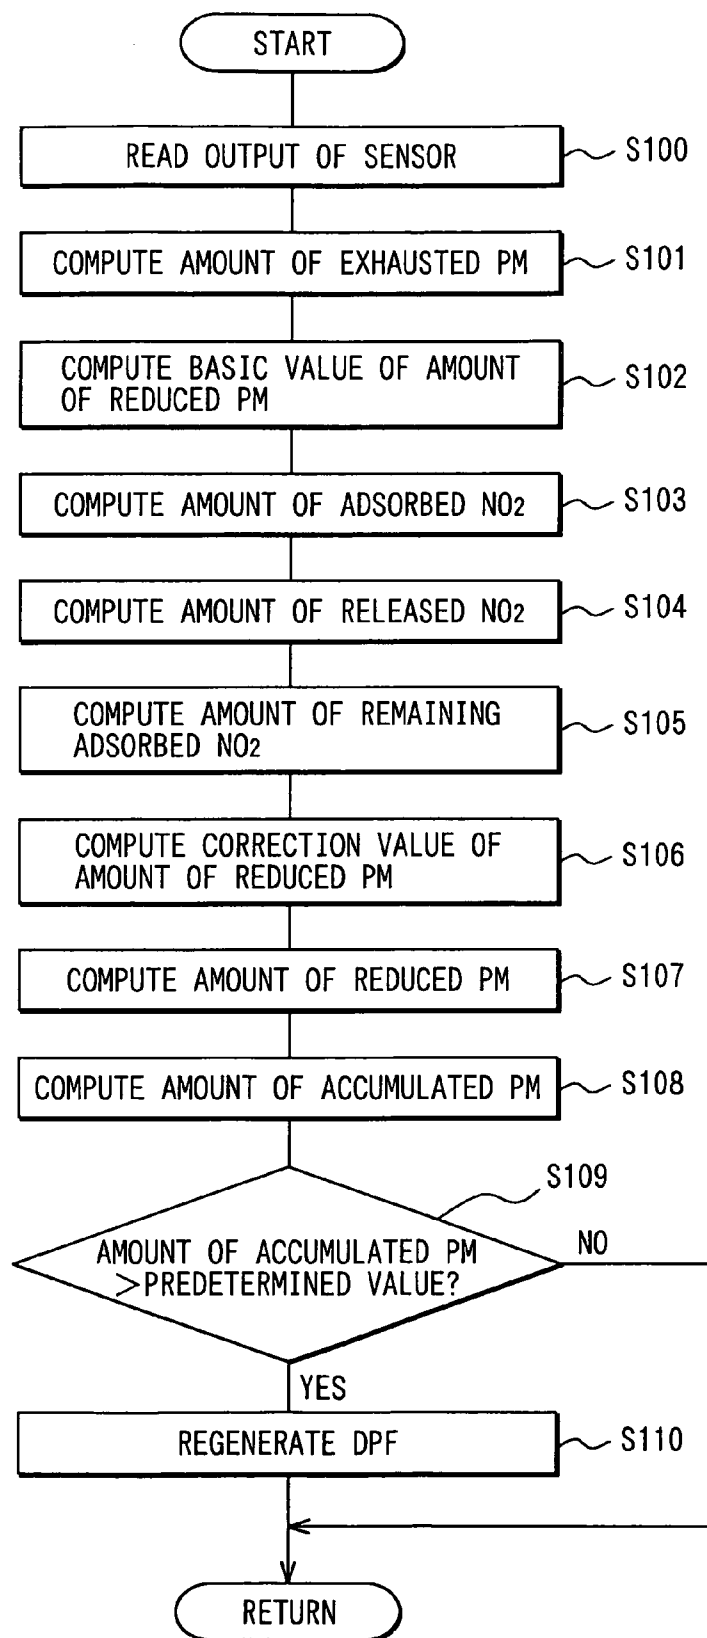 START
READ OUTPUT OF SENSOR
S100
COMPUTE AMOUNT OF EXHAUSTED PM
S101
COMPUTE BASIC VALUE OF AMOUNT
OF REDUCED PM
S102
COMPUTE AMOUNT OF ADSORBED NO2
S103
COMPUTE AMOUNT OF RELEASED NO2
S104
COMPUTE AMOUNT OF REMAINING
ADSORBED NO2
S105
COMPUTE CORRECTION VALUE OF
AMOUNT OF REDUCED PM
S106
COMPUTE AMOUNT OF REDUCED PM
S107
COMPUTE AMOUNT OF ACCUMULATED PM
S108
S109
AMOUNT OF ACCUMULATED PM
>PREDETERMINED VALUE?
NO
YES
REGENERATE DPF
S110
RETURN